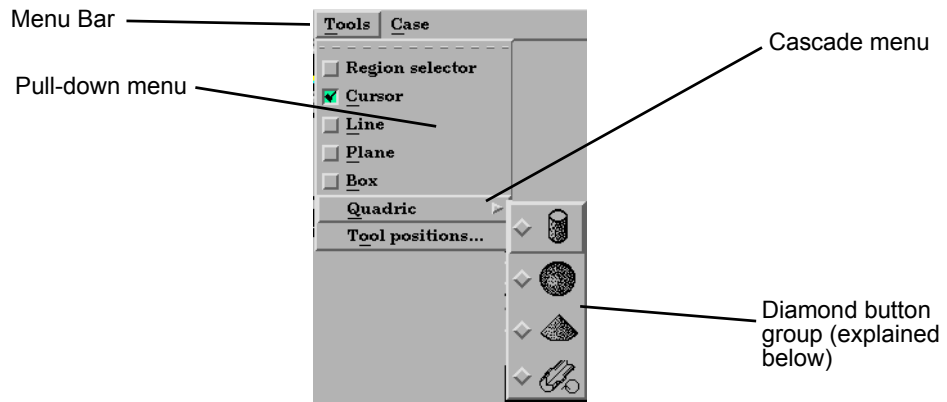 Menu Bar
Tools Case
Cascade menu
Region selector
Pull-down menu
Cursor
Line
Plane
Box
Quadric
Tool positions...
Diamond button
group (explained
below)